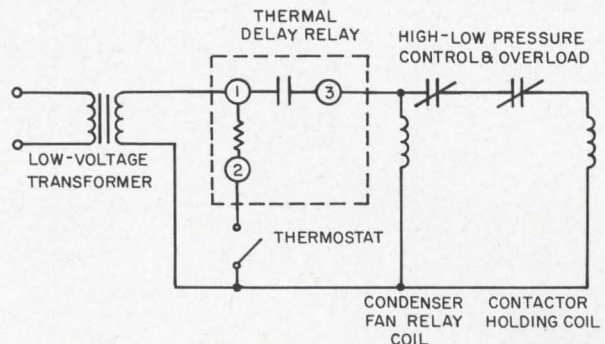 THERMAL
DELAY RELAY
HIGH-LOW PRESSURE
CONTROL & OVERLOAD
1
3
2
LOW-VOLTAGE
TRANSFORMER
THERMOSTAT
CONDENSER
FAN RELAY
COIL
CONTACTOR
HOLDING COIL